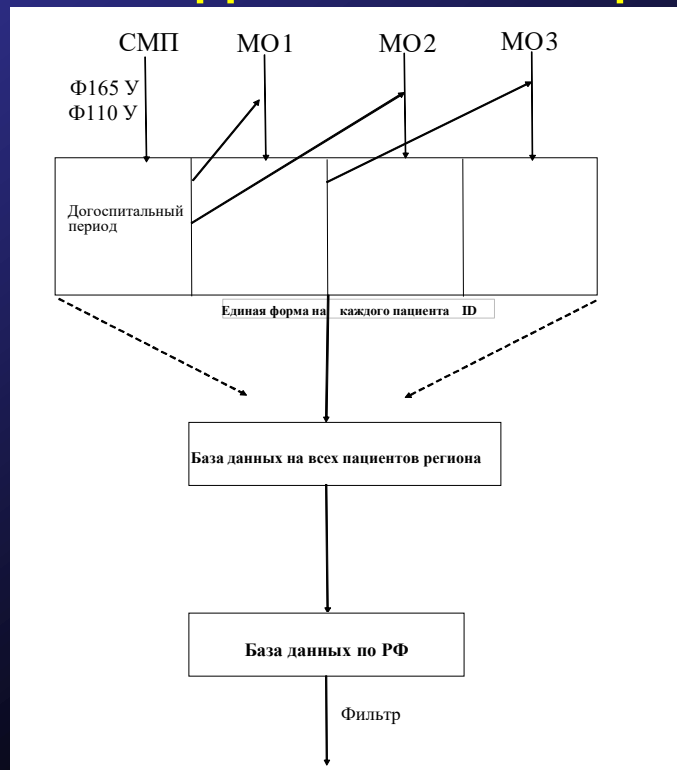 СМП МО1 МО2 МО3
Ф165 У
Ф110 У
Догоспитальный
период
Единая форма на каждого пациента ID
База данных на всех пациентов региона
База данных по РФ
Фильтр